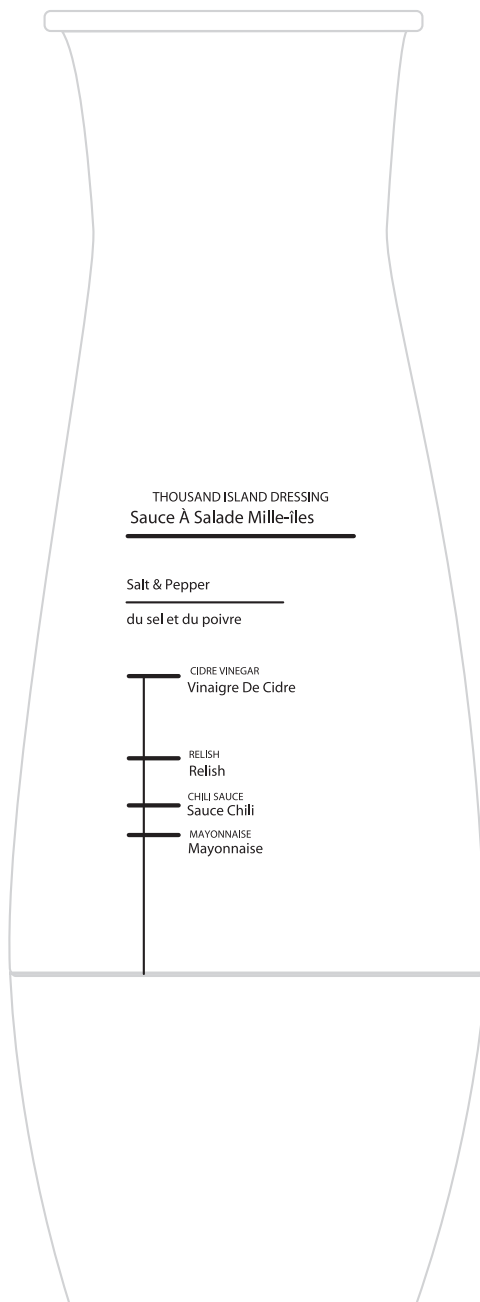 THOUSAND ISLAND DRESSING
Sauce À Salade Mille-îles
Salt & Pepper
du sel et du poivre
CIDRE VINEGAR
Vinaigre De Cidre
RELISH
Relish
CHILI SAUCE
Sauce Chili
MAYONNAISE
Mayonnaise